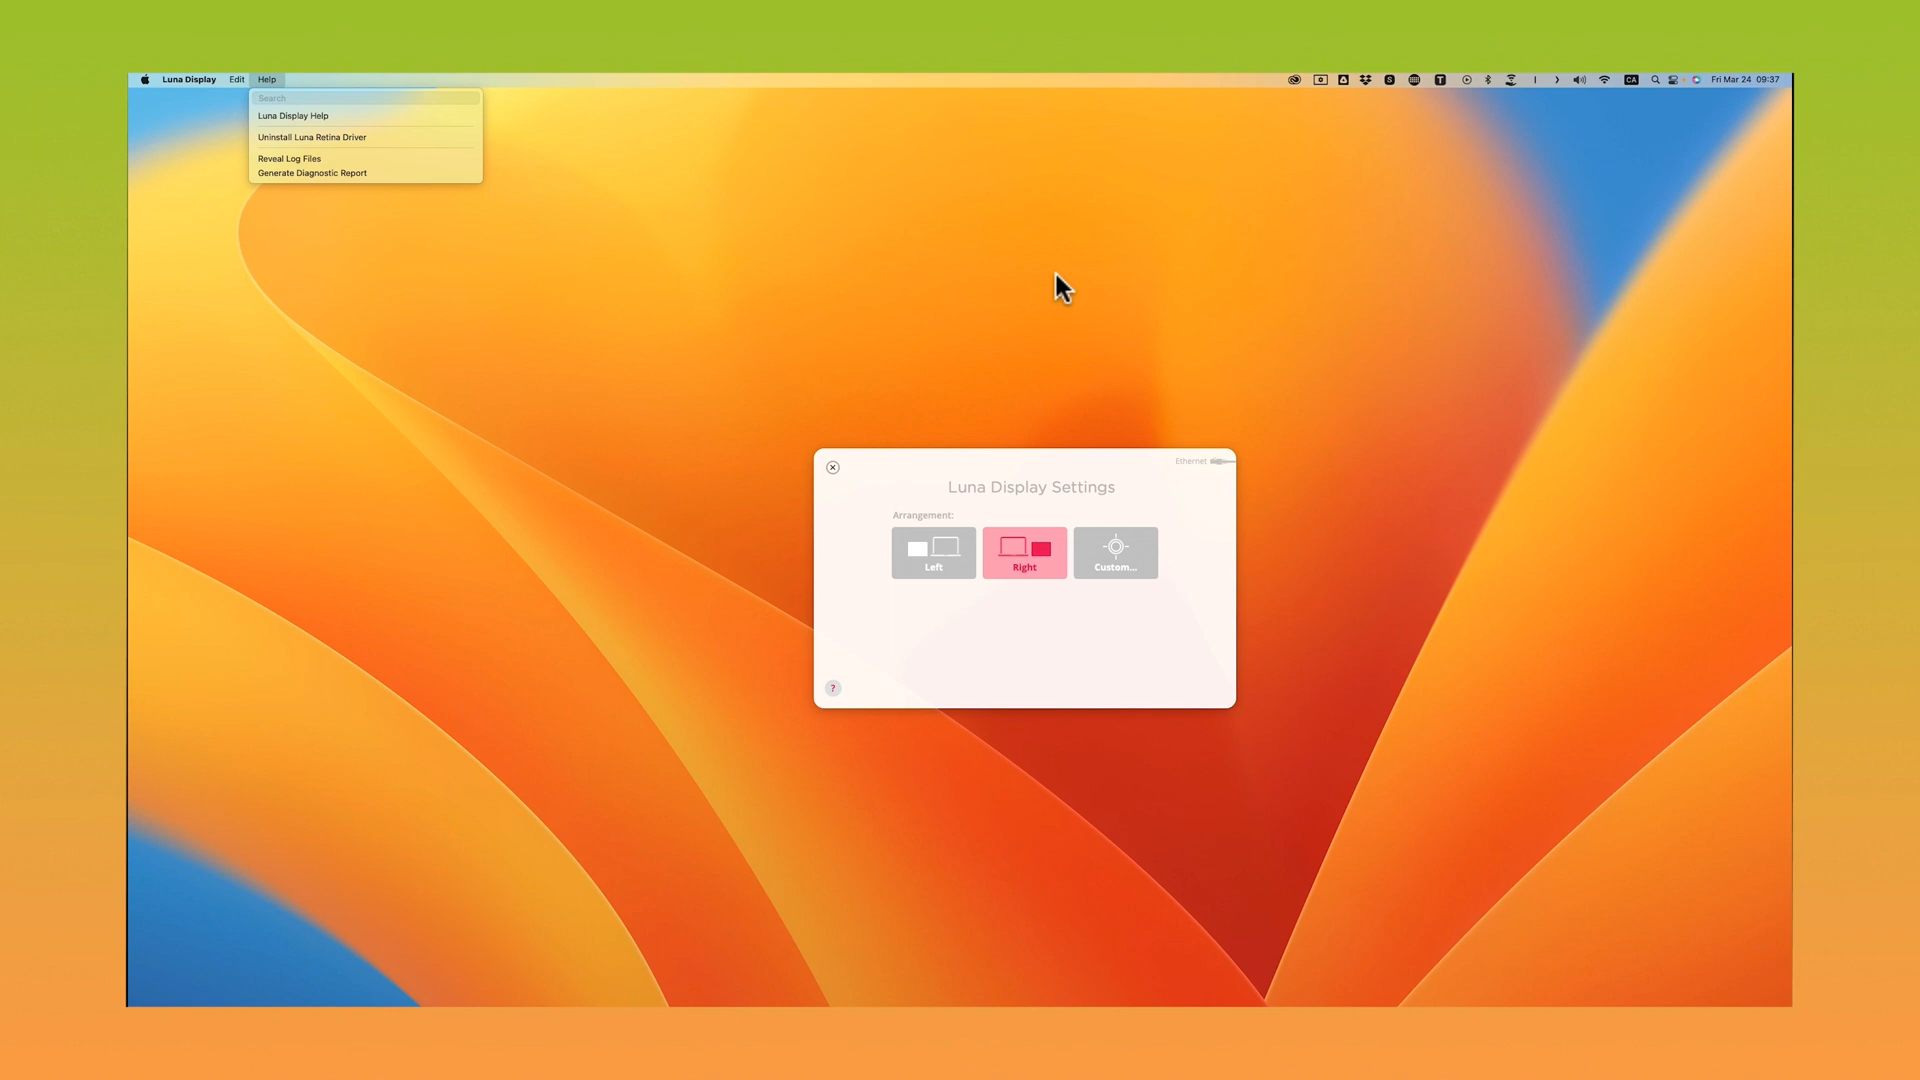 Luna Display Edit Help
CA Fri Mar 24 09:37
Search
Luna Display Help
Uninstall Luna Retina Driver
Reveal Log Files
Generate Diagnostic Report
Ethernet
Luna Display Settings
Arrangement:
Left Right Custom...
?